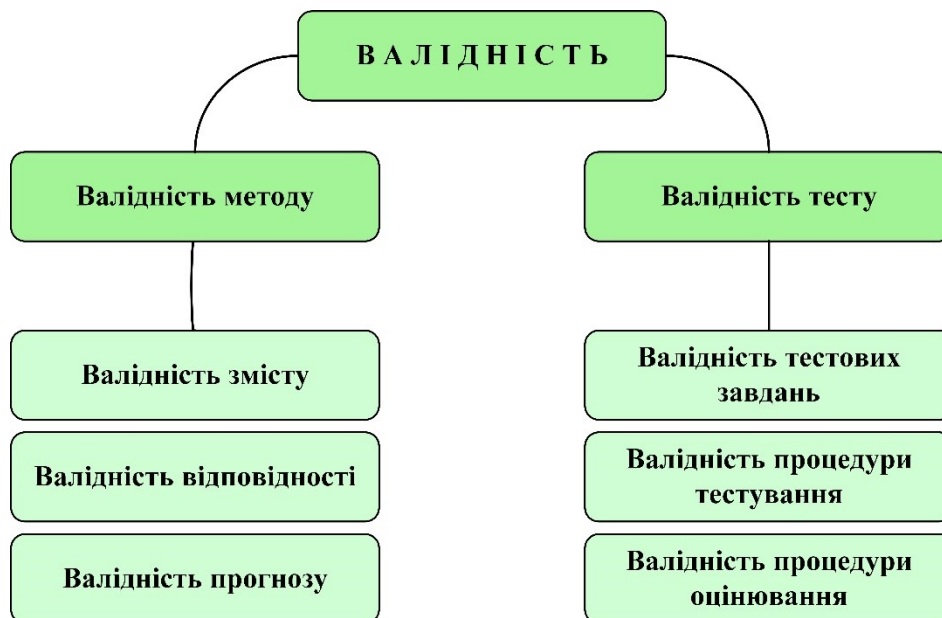 В А Л І Д Н І С Т Ь
Валідність методу
Валідність тесту
Валідність змісту
Валідність відповідності
Валідність прогнозу
Валідність тестових
завдань
Валідність процедури
тестування
Валідність процедури
оцінювання